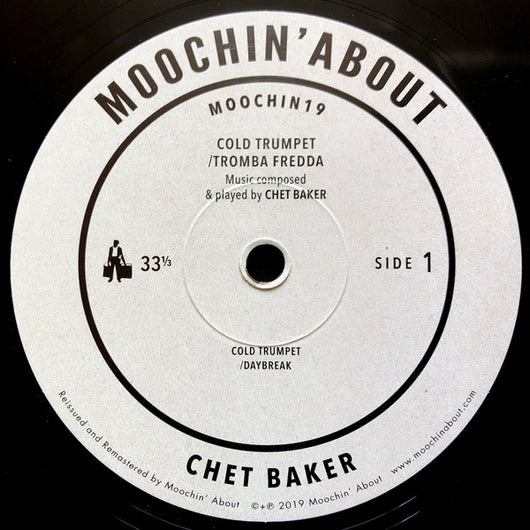 MOOCHIN' ABOUT
MOOCHIN19
COLD TRUMPET
/TROMBA FREDDA
Music composed
& played by CHET BAKER
33⅓
SIDE 1
COLD TRUMPET
/DAYBREAK
CHET BAKER
Reissued and Remastered by Moochin' About ©+℗ 2019 Moochin' About www.moochinabout.com